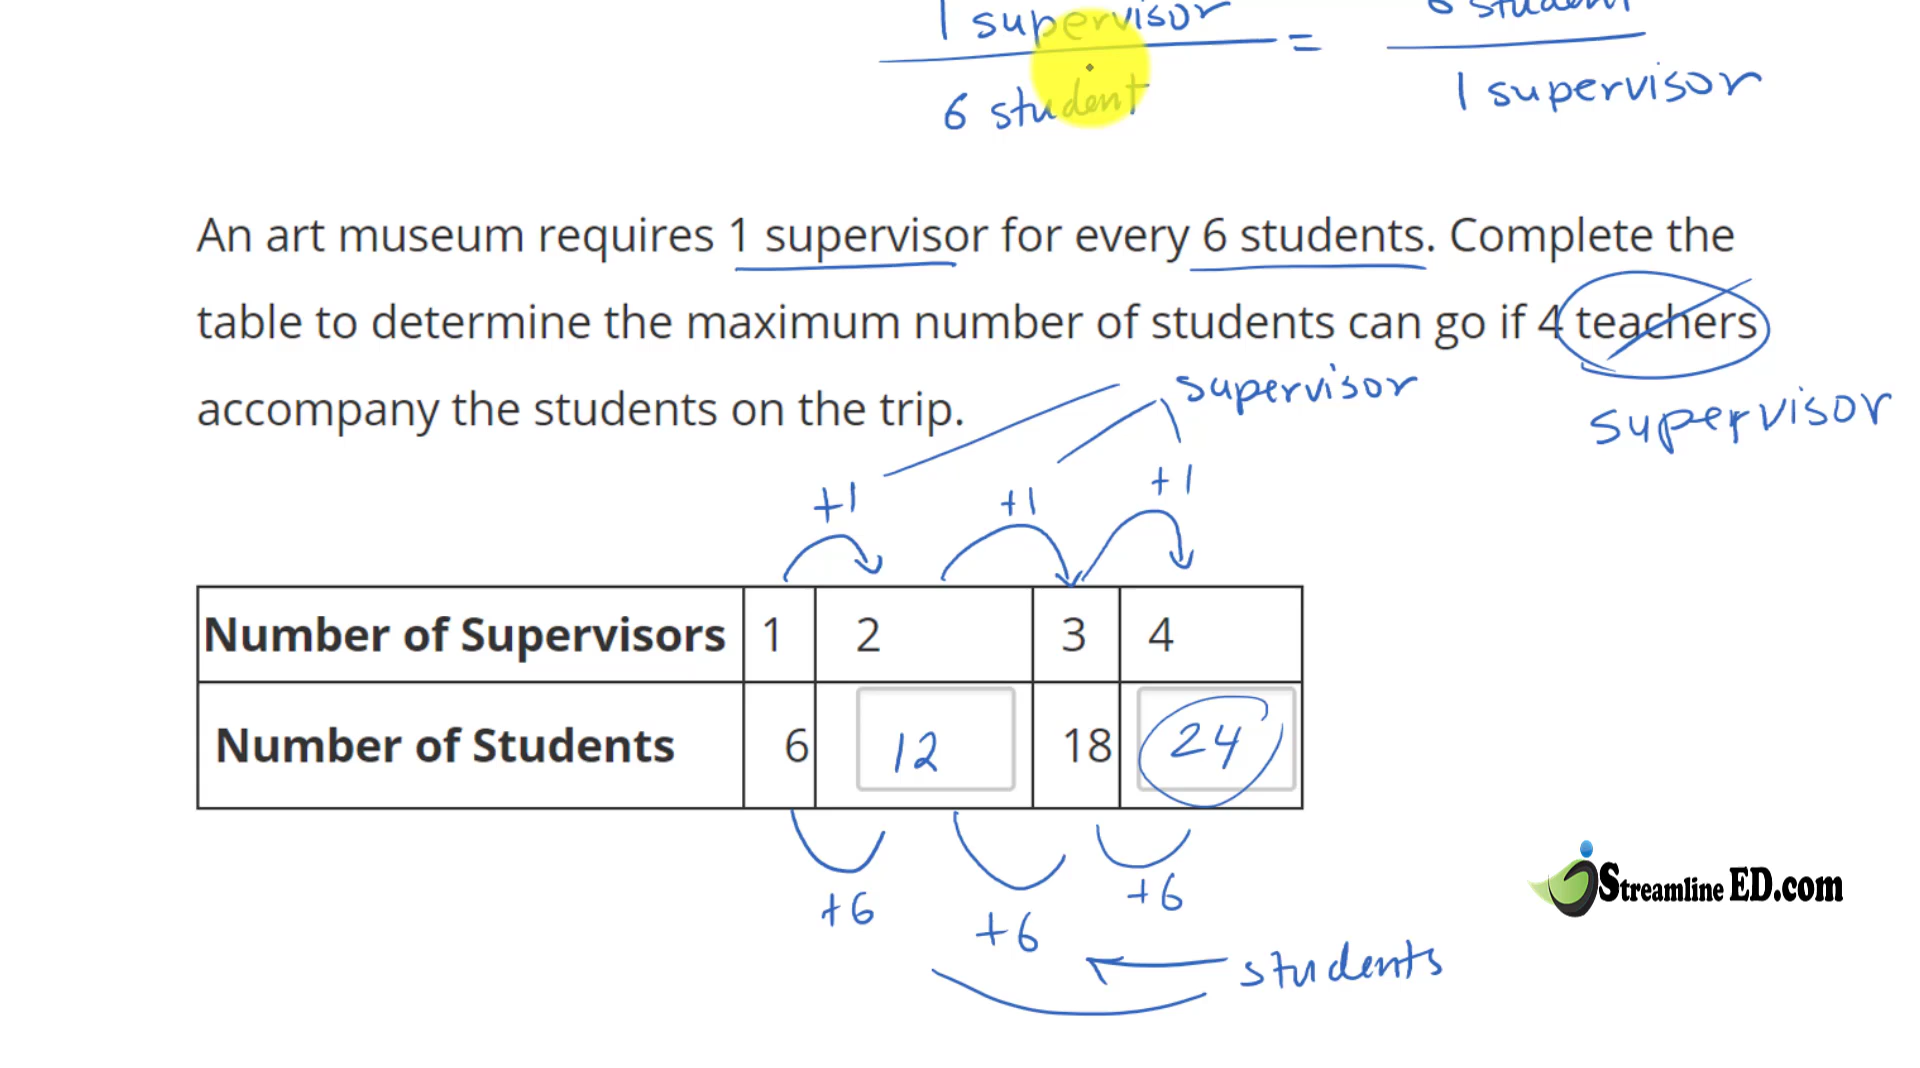 1 supervisor
6 student
=
student
1 supervisor
An art museum requires 1 supervisor for every 6 students. Complete the
table to determine the maximum number of students can go if 4 teachers
accompany the students on the trip.
supervisor
supervisor
+1 +1 +1
Number of Supervisors 1 2 3 4
Number of Students 6 12 18 24
+6 +6 +6
students
StreamlineED.com